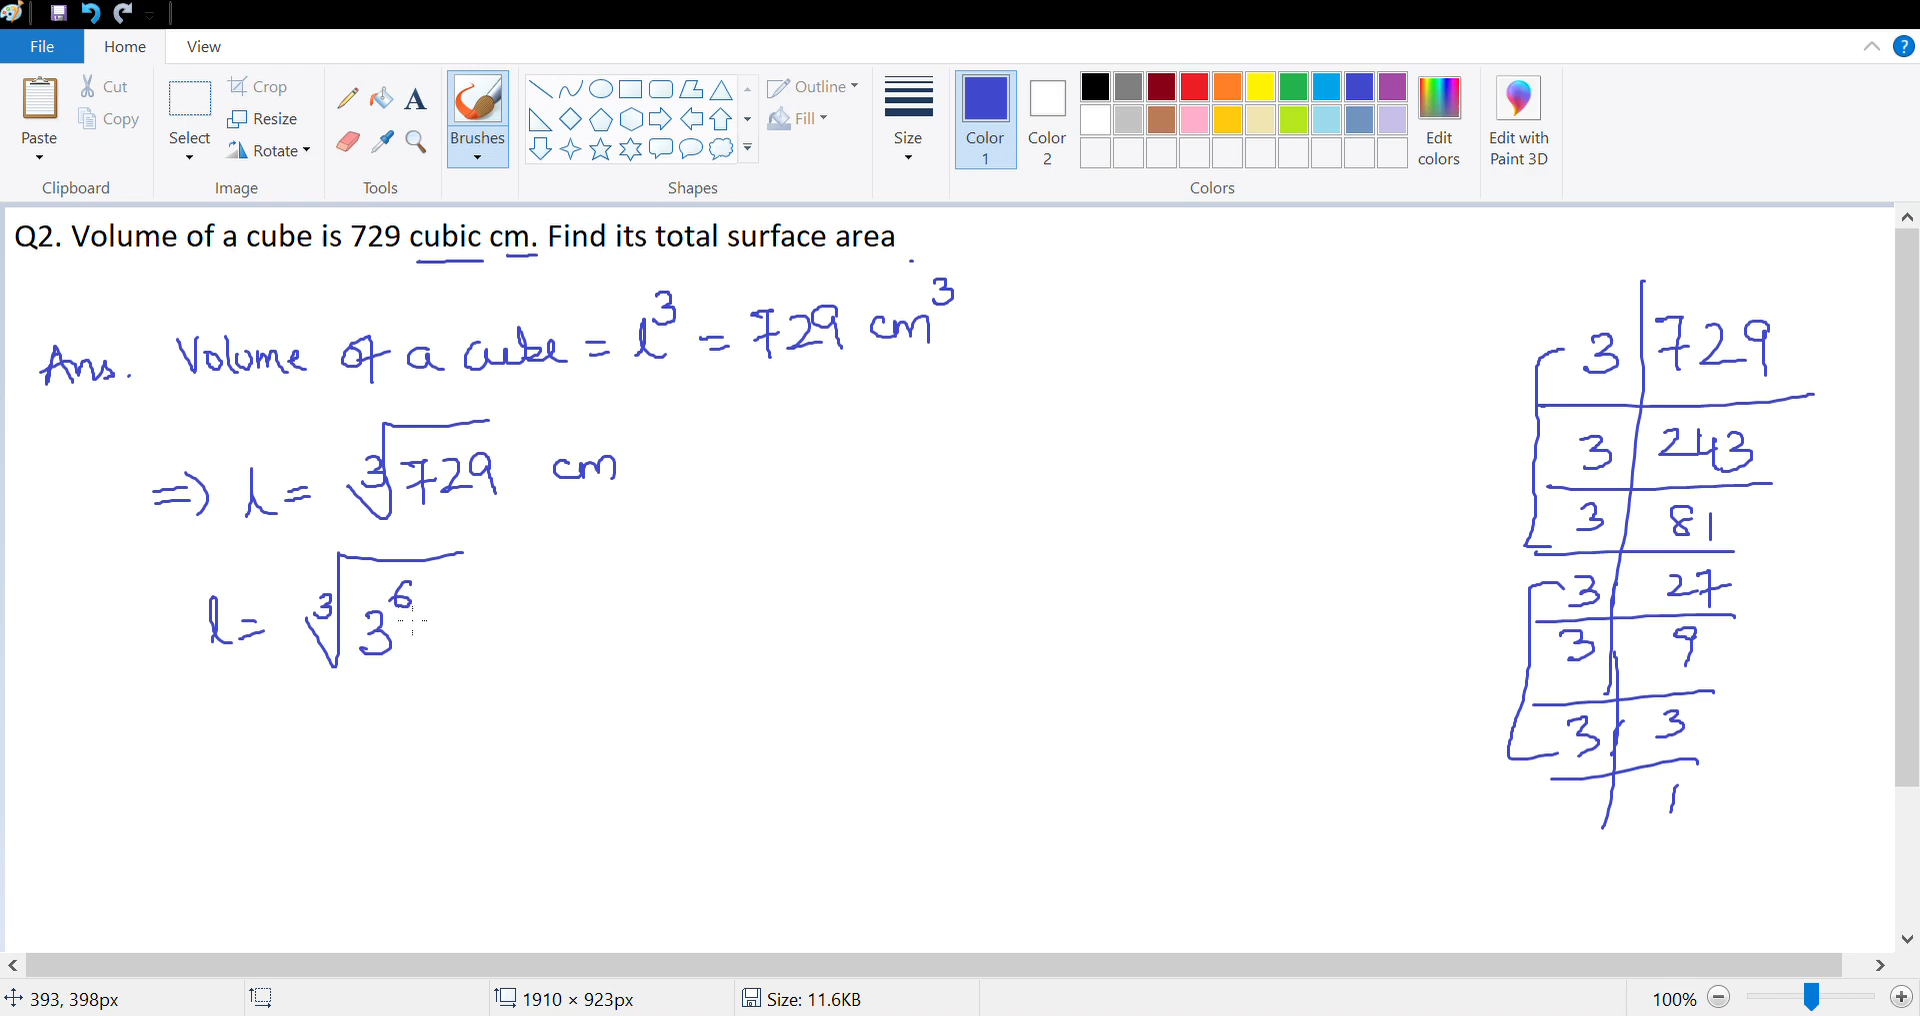 File Home View
Paste Cut Copy Clipboard
Select Crop Resize Rotate Image
Tools
Brushes
Shapes
Outline Fill
Size
Color 1 Color 2
Edit colors
Colors
Edit with Paint 3D
Q2. Volume of a cube is 729 cubic cm. Find its total surface area
Ans. Volume of a cube = l³ = 729 cm³
⇒ l = ∛729 cm
l = ∛3⁶
3 | 729
3 | 243
3 | 81
3 | 27
3 | 9
3 | 3
| 1
393, 398px 1910 × 923px Size: 11.6KB 100%